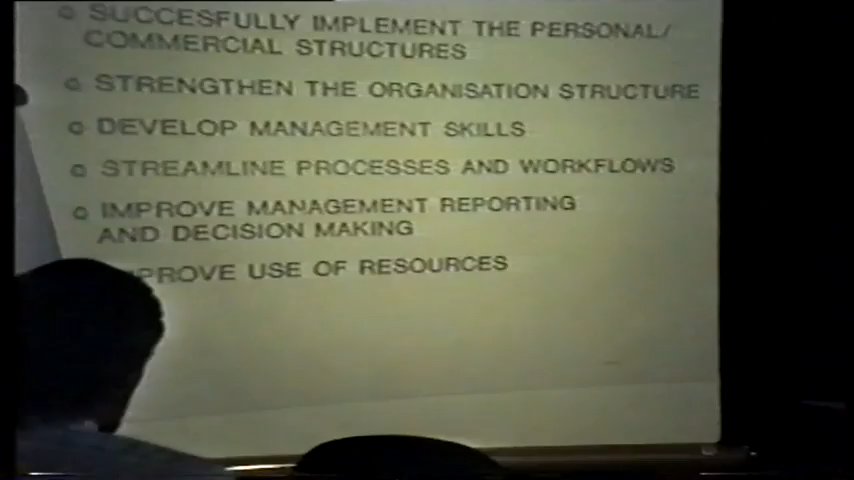 o SUCCESFULLY IMPLEMENT THE PERSONAL/
COMMERCIAL STRUCTURES
o STRENGTHEN THE ORGANISATION STRUCTURE
o DEVELOP MANAGEMENT SKILLS
o STREAMLINE PROCESSES AND WORKFLOWS
o IMPROVE MANAGEMENT REPORTING
AND DECISION MAKING
PROVE USE OF RESOURCES